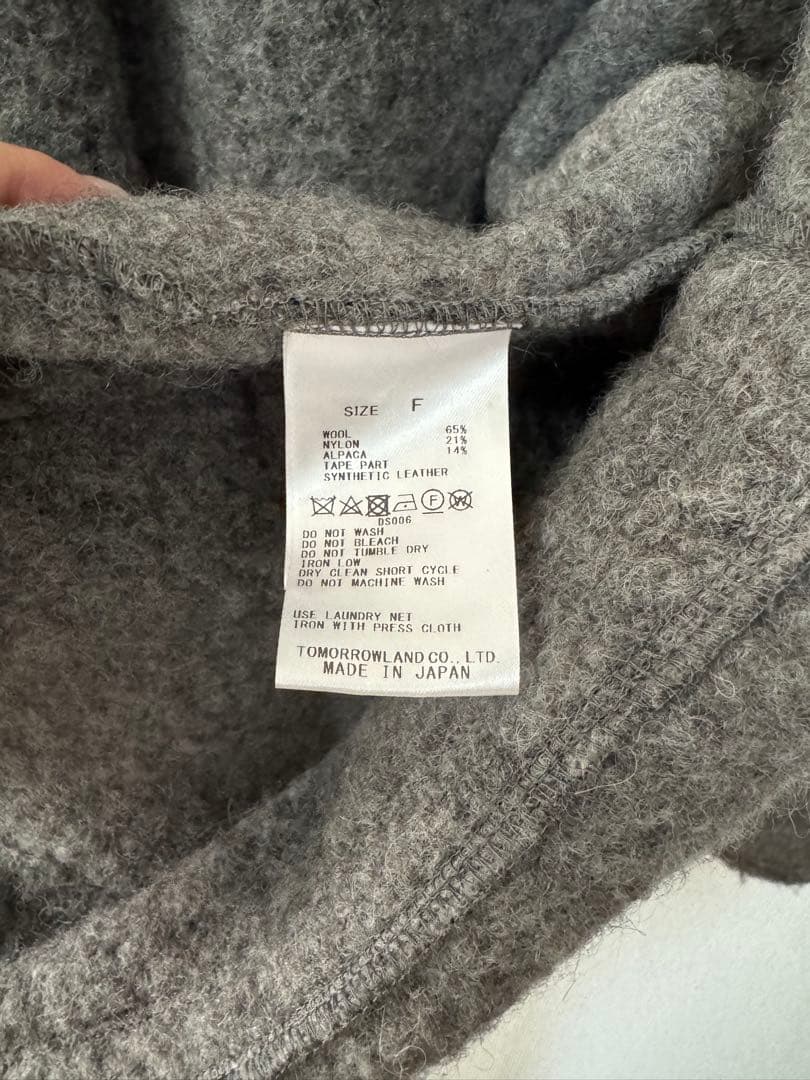 SIZE F
WOOL 65%
NYLON 21%
ALPACA 14%
TAPE PART
SYNTHETIC LEATHER
F W
DS006
DO NOT WASH
DO NOT BLEACH
DO NOT TUMBLE DRY
IRON LOW
DRY CLEAN SHORT CYCLE
DO NOT MACHINE WASH
USE LAUNDRY NET
IRON WITH PRESS CLOTH
TOMORROWLAND CO., LTD.
MADE IN JAPAN